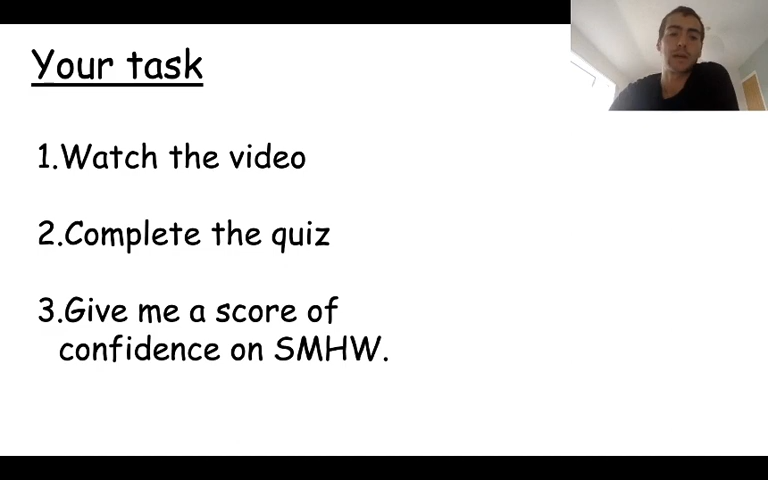 Your task
1.Watch the video
2.Complete the quiz
3.Give me a score of
confidence on SMHW.